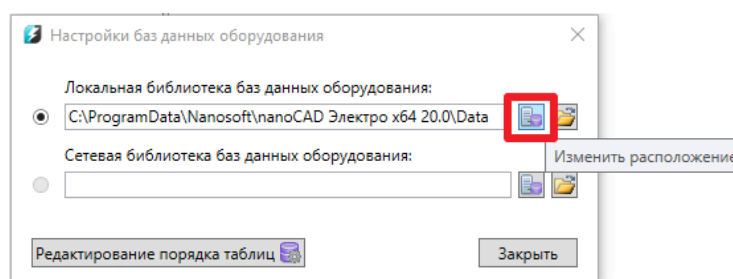 Настройки баз данных оборудования
Локальная библиотека баз данных оборудования:
C:\ProgramData\Nanosoft\nanoCAD Электро x64 20.0\Data
Сетевая библиотека баз данных оборудования:
Изменить расположение
Редактирование порядка таблиц
Закрыть